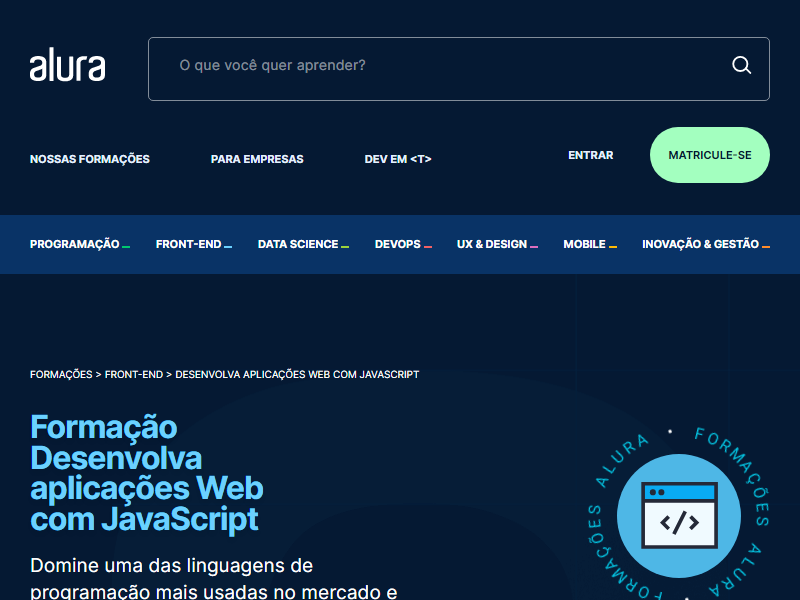 alura
O que você quer aprender?
NOSSAS FORMAÇÕES
PARA EMPRESAS
DEV EM <T>
ENTRAR
MATRICULE-SE
PROGRAMAÇÃO _
FRONT-END _
DATA SCIENCE _
DEVOPS _
UX & DESIGN _
MOBILE _
INOVAÇÃO & GESTÃO _
FORMAÇÕES > FRONT-END > DESENVOLVA APLICAÇÕES WEB COM JAVASCRIPT
Formação
Desenvolva
aplicações Web
com JavaScript
Domine uma das linguagens de
programação mais usadas no mercado e
FORMAÇÕES ALURA · FORMAÇÕES ALURA ·
</>